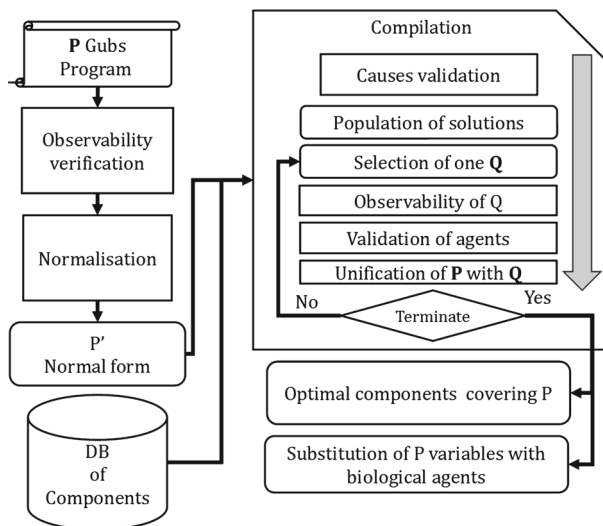 P Gubs
Program
Observability
verification
Normalisation
P'
Normal form
DB
of
Components
Compilation
Causes validation
Population of solutions
Selection of one Q
Observability of Q
Validation of agents
Unification of P with Q
No
Yes
Terminate
Optimal components covering P
Substitution of P variables with
biological agents